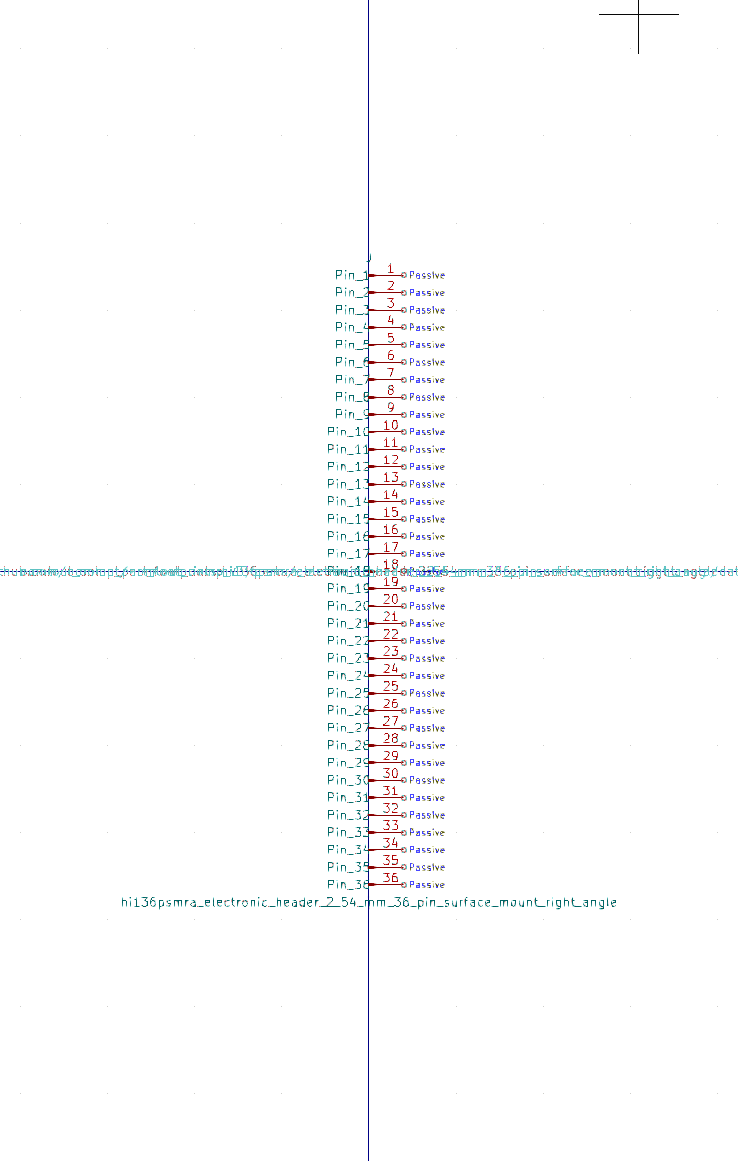 J
Pin_1 1 Passive
Pin_2 2 Passive
Pin_3 3 Passive
Pin_4 4 Passive
Pin_5 5 Passive
Pin_6 6 Passive
Pin_7 7 Passive
Pin_8 8 Passive
Pin_9 9 Passive
Pin_10 10 Passive
Pin_11 11 Passive
Pin_12 12 Passive
Pin_13 13 Passive
Pin_14 14 Passive
Pin_15 15 Passive
Pin_16 16 Passive
Pin_17 17 Passive
18
Pin_19 19 Passive
Pin_20 20 Passive
Pin_21 21 Passive
Pin_22 22 Passive
Pin_23 23 Passive
Pin_24 24 Passive
Pin_25 25 Passive
Pin_26 26 Passive
Pin_27 27 Passive
Pin_28 28 Passive
Pin_29 29 Passive
Pin_30 30 Passive
Pin_31 31 Passive
Pin_32 32 Passive
Pin_33 33 Passive
Pin_34 34 Passive
Pin_35 35 Passive
Pin_36 36 Passive
hi136psmra_electronic_header_2_54_mm_36_pin_surface_mount_right_angle